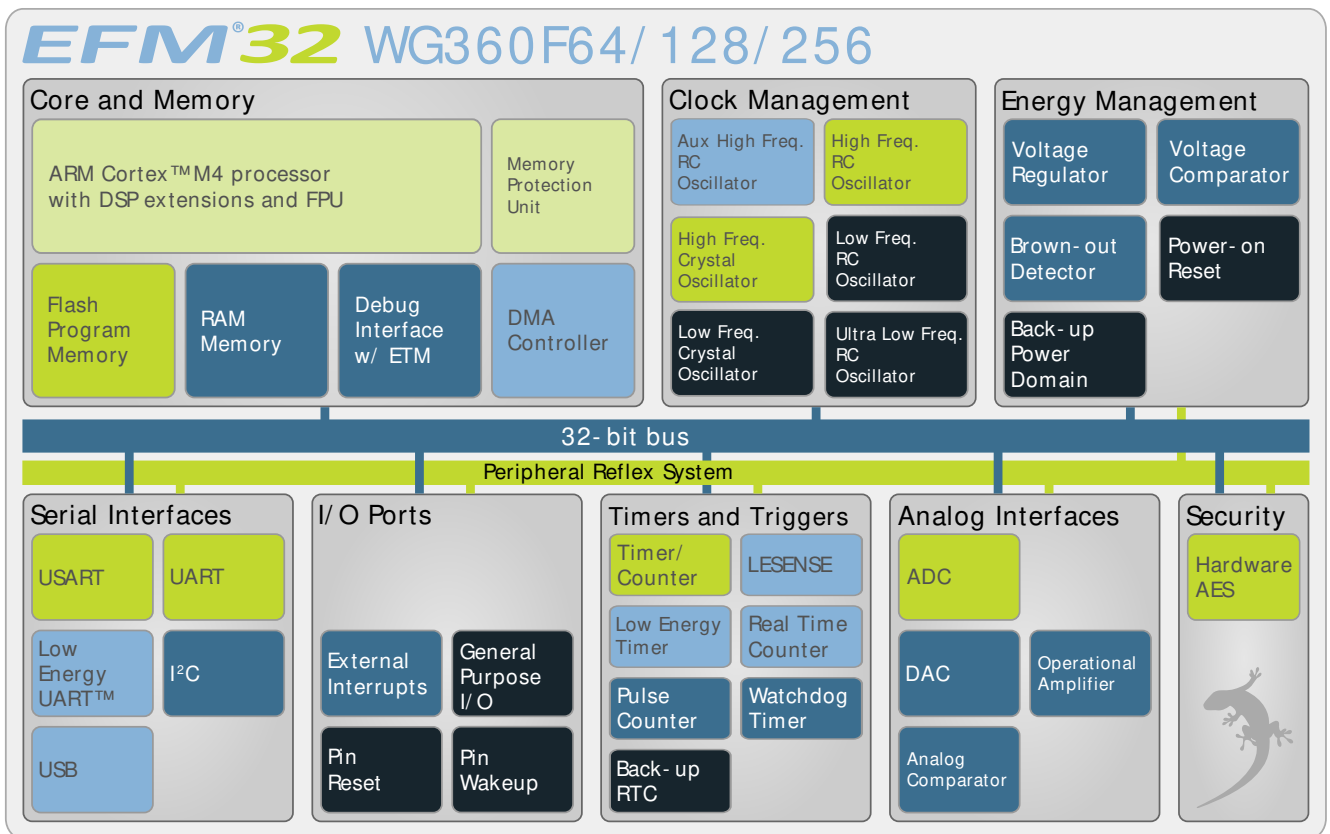 EFM®32 WG360F64/128/256
Core and Memory
ARM Cortex™ M4 processor
with DSP extensions and FPU
Memory
Protection
Unit
Flash
Program
Memory
RAM
Memory
Debug
Interface
w/ ETM
DMA
Controller
Clock Management
Aux High Freq.
RC
Oscillator
High Freq.
RC
Oscillator
High Freq.
Crystal
Oscillator
Low Freq.
RC
Oscillator
Low Freq.
Crystal
Oscillator
Ultra Low Freq.
RC
Oscillator
Energy Management
Voltage
Regulator
Voltage
Comparator
Brown-out
Detector
Power-on
Reset
Back-up
Power
Domain
32-bit bus
Peripheral Reflex System
Serial Interfaces
USART
UART
Low
Energy
UART™
I²C
USB
I/O Ports
External
Interrupts
General
Purpose
I/O
Pin
Reset
Pin
Wakeup
Timers and Triggers
Timer/
Counter
LESENSE
Low Energy
Timer
Real Time
Counter
Pulse
Counter
Watchdog
Timer
Back-up
RTC
Analog Interfaces
ADC
DAC
Operational
Amplifier
Analog
Comparator
Security
Hardware
AES